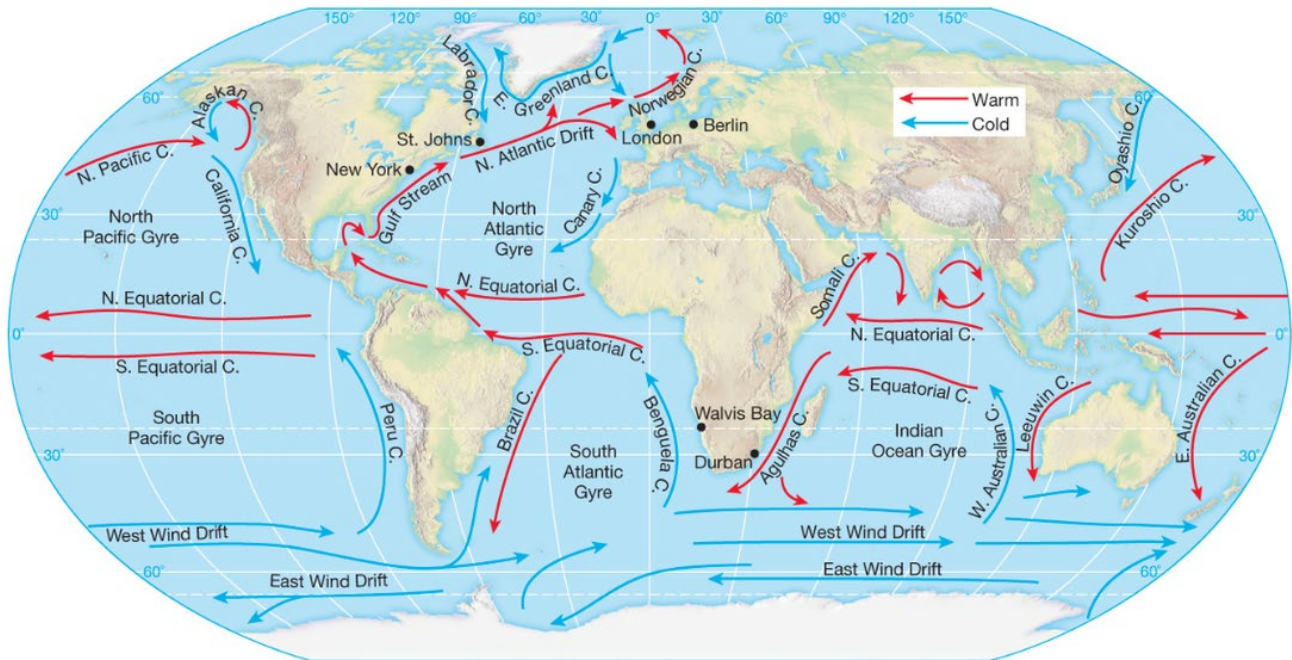 150°
120°
90°
60°
30°
0°
30°
60°
90°
120°
150°
Labrador C.
E. Greenland C.
Norwegian C.
60°
Alaskan C.
Warm
Cold
60°
St. Johns
N. Atlantic Drift
London
Berlin
Oyashio C.
N. Pacific C.
New York
Gulf Stream
California C.
Canary C.
Kuroshio C.
30°
North
Pacific Gyre
North
Atlantic
Gyre
30°
Somali C.
N. Equatorial C.
N. Equatorial C.
0°
N. Equatorial C.
0°
S. Equatorial C.
S. Equatorial C.
S. Equatorial C.
South
Pacific Gyre
Peru C.
Brazil C.
Benguela C.
Walvis Bay
Durban
Agulhas C.
Indian
Ocean Gyre
W. Australian C.
Leeuwin C.
E. Australian C.
30°
South
Atlantic
Gyre
30°
West Wind Drift
West Wind Drift
60°
East Wind Drift
East Wind Drift
60°